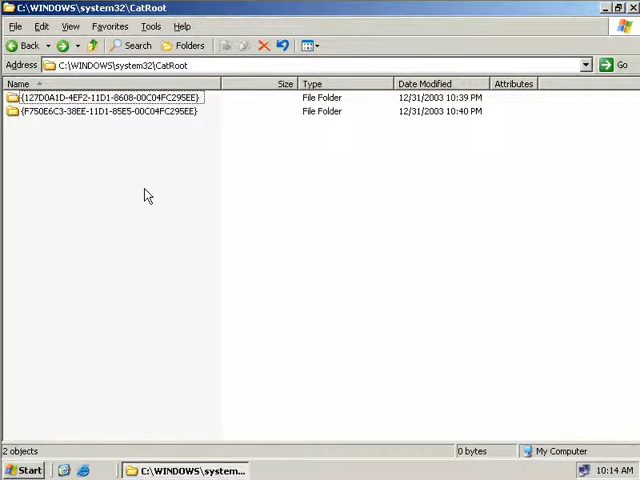 C:\WINDOWS\system32\CatRoot
File Edit View Favorites Tools Help
Back Search Folders
Address C:\WINDOWS\system32\CatRoot Go
Name Size Type Date Modified Attributes
{127D0A1D-4EF2-11D1-8608-00C04FC295EE} File Folder 12/31/2003 10:39 PM
{F750E6C3-38EE-11D1-85E5-00C04FC295EE} File Folder 12/31/2003 10:40 PM
2 objects 0 bytes My Computer
Start C:\WINDOWS\system... 10:14 AM